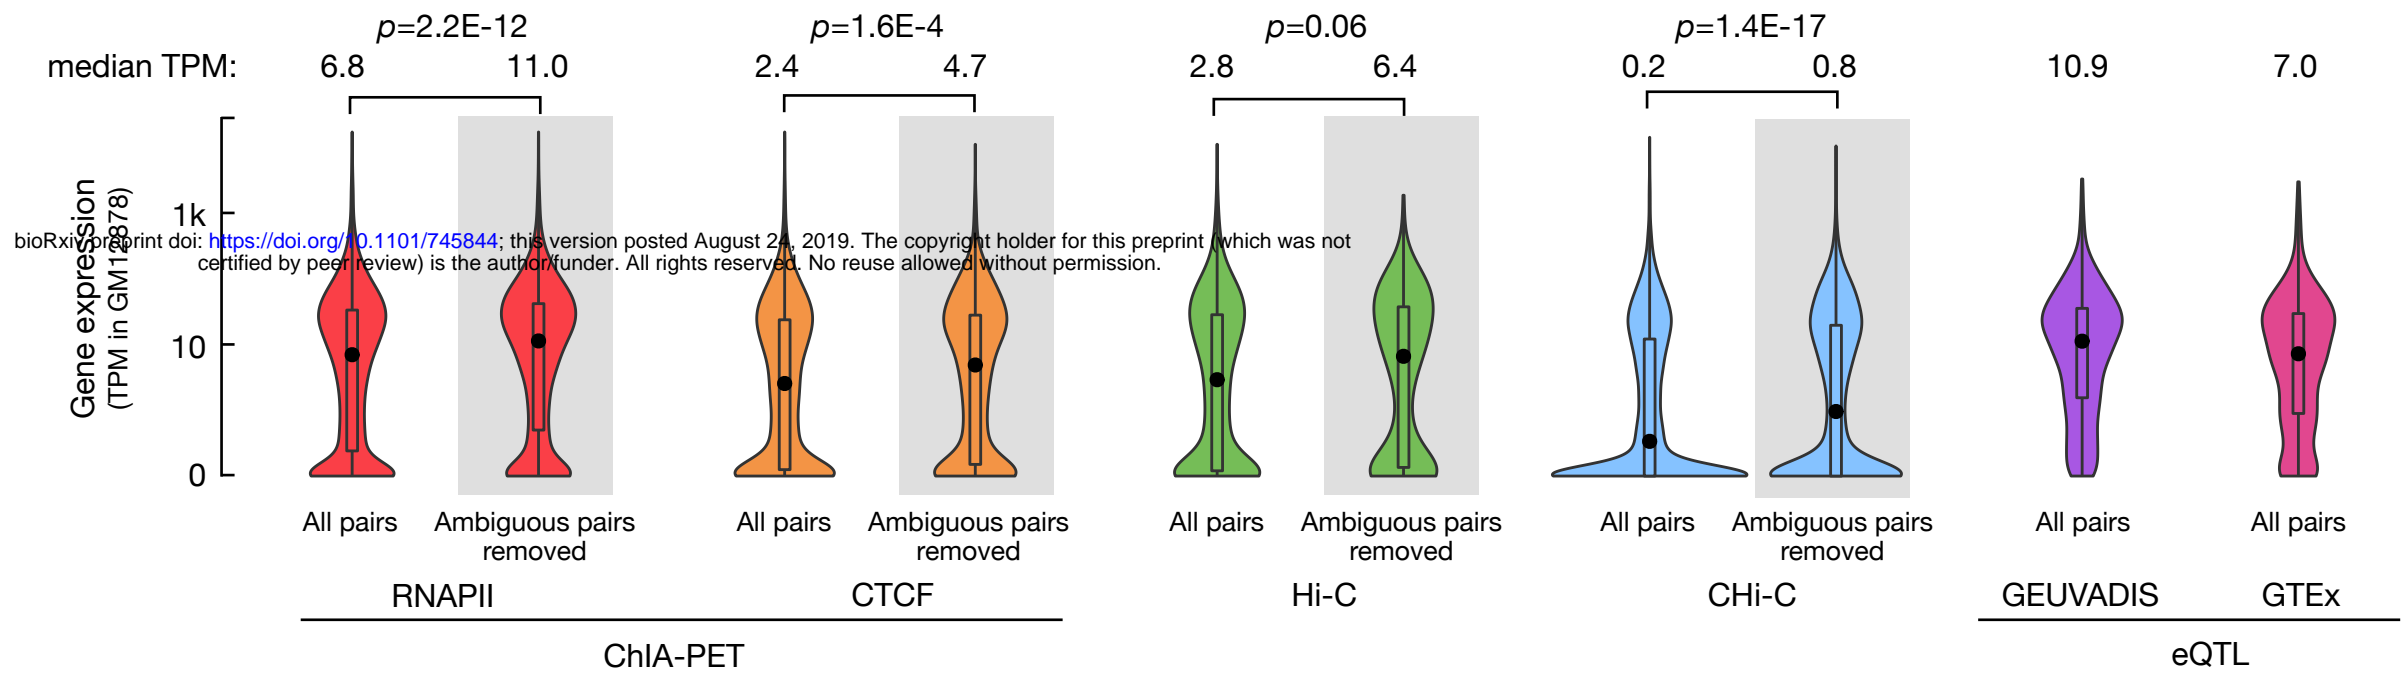 p=2.2E-12 p=1.6E-4 p=0.06 p=1.4E-17
median TPM: 6.8 11.0 2.4 4.7 2.8 6.4 0.2 0.8 10.9 7.0
Gene expression
(TPM in GM12878)
1k
bioRxiv preprint doi: https://doi.org/10.1101/745844; this version posted August 24, 2019. The copyright holder for this preprint (which was not
certified by peer review) is the author/funder. All rights reserved. No reuse allowed without permission.
10
0
All pairs Ambiguous pairs All pairs Ambiguous pairs All pairs Ambiguous pairs All pairs Ambiguous pairs All pairs All pairs
removed removed removed removed
RNAPII CTCF Hi-C CHi-C GEUVADIS GTEx
ChIA-PET eQTL